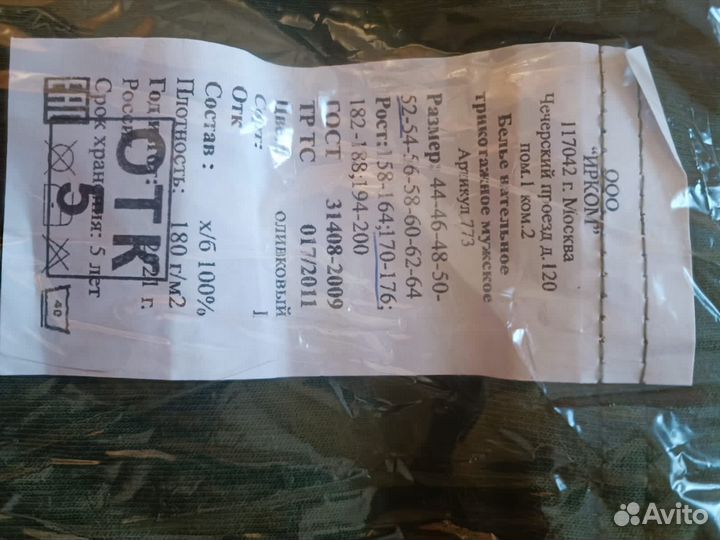 ООО
"ИРКОМ"
117042 г. Москва
Чечерский проезд д.120
пом.1 ком.2
Белье нательное
трикотажное мужское
Артикул 773
Размер: 44-46-48-50-
52-54-56-58-60-62-64
Рост: 158-164;170-176;
182-188;194-200
ГОСТ 31408-2009
ТР ТС 017/2011
оливковый
Сорт: I
Отк
Состав : х/б 100%
Плотность: 180 г/м2
г.
Срок хранения: 5 лет
ОТК
5
EAC
40
Avito